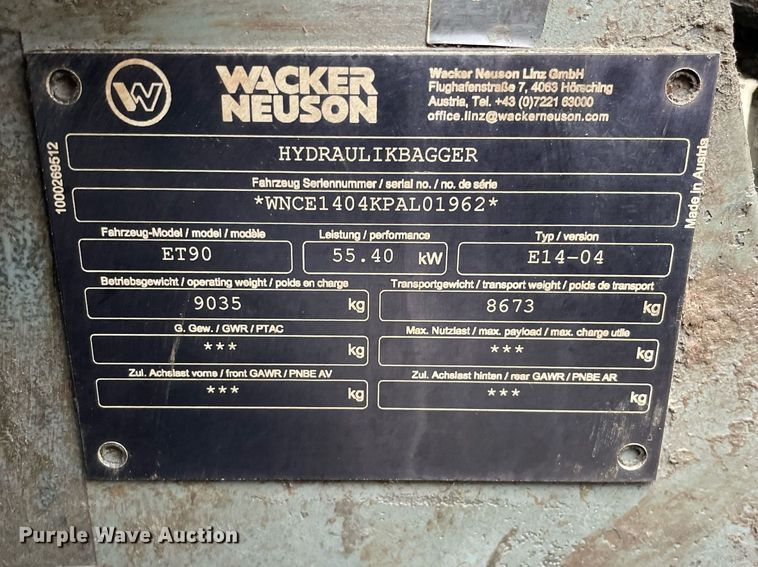 WACKER
NEUSON
Wacker Neuson Linz GmbH
Flughafenstraße 7, 4063 Hörsching
Austria, Tel. +43 (0)7221 63000
office.linz@wackerneuson.com
HYDRAULIKBAGGER
Fahrzeug Seriennummer / serial no. / no. de série
*WNCE1404KPAL01962*
Fahrzeug-Model / model / modèle
Leistung / performance
Typ / version
ET90
55.40 kW
E14-04
Betriebsgewicht / operating weight / poids en charge
Transportgewicht / transport weight / poids de transport
9035 kg
8673 kg
G. Gew. / GWR / PTAC
Max. Nutzlast / max. payload / max. charge utile
*** kg
*** kg
Zul. Achslast vorne / front GAWR / PNBE AV
Zul. Achslast hinten / rear GAWR / PNBE AR
*** kg
*** kg
1000269512
Made in Austria
Purple Wave Auction